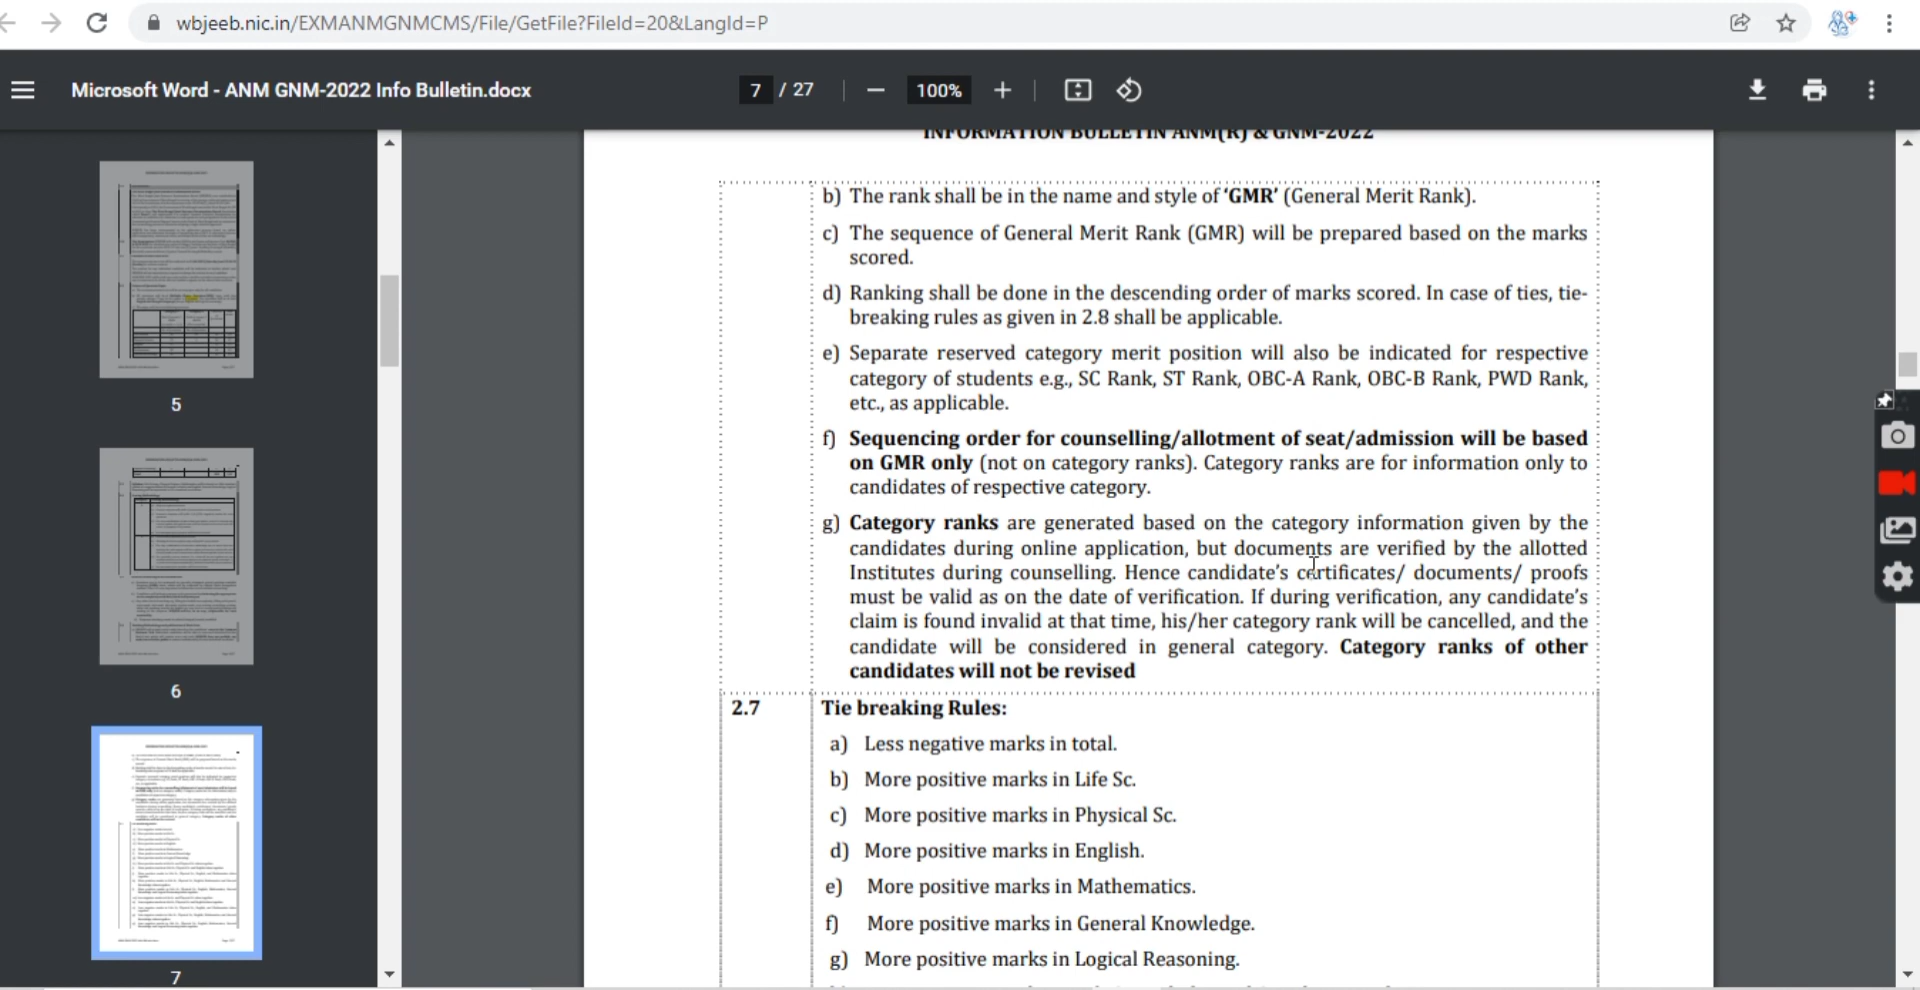 wbjeeb.nic.in/EXMANMGNMCMS/File/GetFile?FileId=20&LangId=P
Microsoft Word - ANM GNM-2022 Info Bulletin.docx
7 / 27
100%
INFORMATION BULLETIN ANM(R) & GNM-2022
b) The rank shall be in the name and style of ‘GMR’ (General Merit Rank).
c) The sequence of General Merit Rank (GMR) will be prepared based on the marks
scored.
d) Ranking shall be done in the descending order of marks scored. In case of ties, tie-
breaking rules as given in 2.8 shall be applicable.
e) Separate reserved category merit position will also be indicated for respective
category of students e.g., SC Rank, ST Rank, OBC-A Rank, OBC-B Rank, PWD Rank,
etc., as applicable.
f) Sequencing order for counselling/allotment of seat/admission will be based
on GMR only (not on category ranks). Category ranks are for information only to
candidates of respective category.
g) Category ranks are generated based on the category information given by the
candidates during online application, but documents are verified by the allotted
Institutes during counselling. Hence candidate’s certificates/ documents/ proofs
must be valid as on the date of verification. If during verification, any candidate’s
claim is found invalid at that time, his/her category rank will be cancelled, and the
candidate will be considered in general category. Category ranks of other
candidates will not be revised
2.7 Tie breaking Rules:
a) Less negative marks in total.
b) More positive marks in Life Sc.
c) More positive marks in Physical Sc.
d) More positive marks in English.
e) More positive marks in Mathematics.
f) More positive marks in General Knowledge.
g) More positive marks in Logical Reasoning.
5
6
7